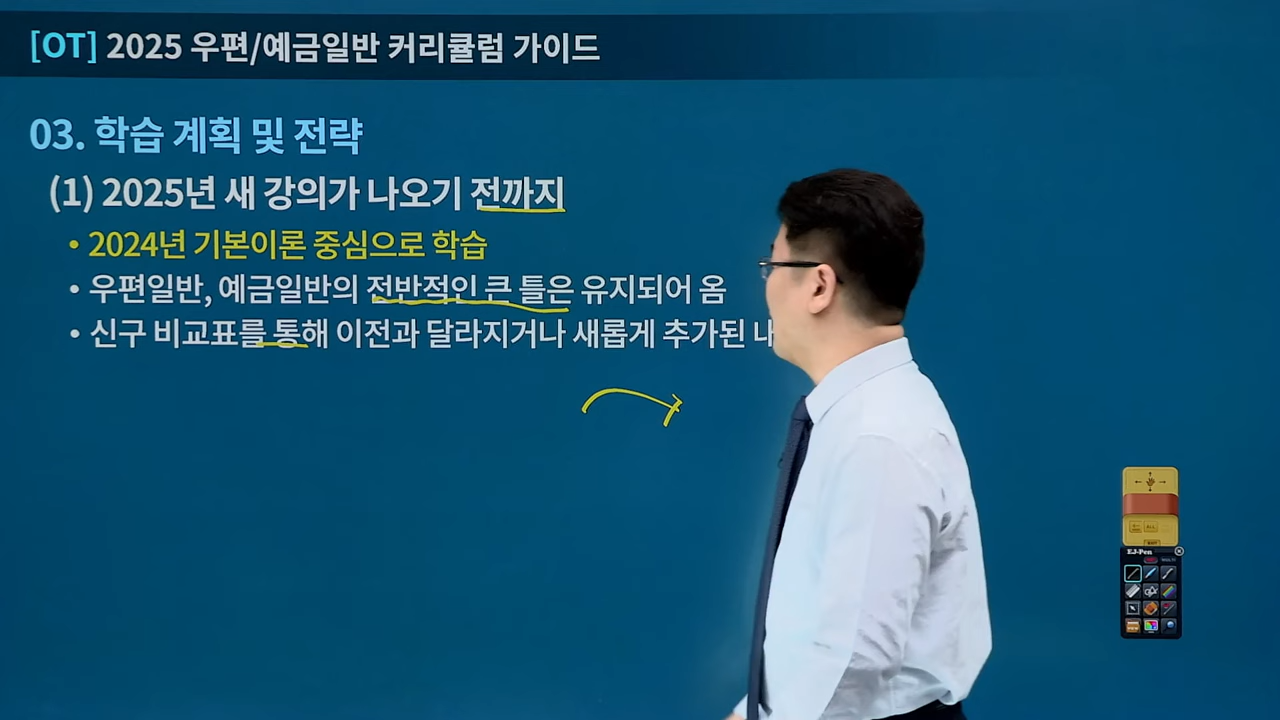 [OT] 2025 우편/예금일반 커리큘럼 가이드
03. 학습 계획 및 전략
(1) 2025년 새 강의가 나오기 전까지
• 2024년 기본이론 중심으로 학습
• 우편일반, 예금일반의 전반적인 큰 틀은 유지되어 옴
• 신구 비교표를 통해 이전과 달라지거나 새롭게 추가된
EJ-Pen